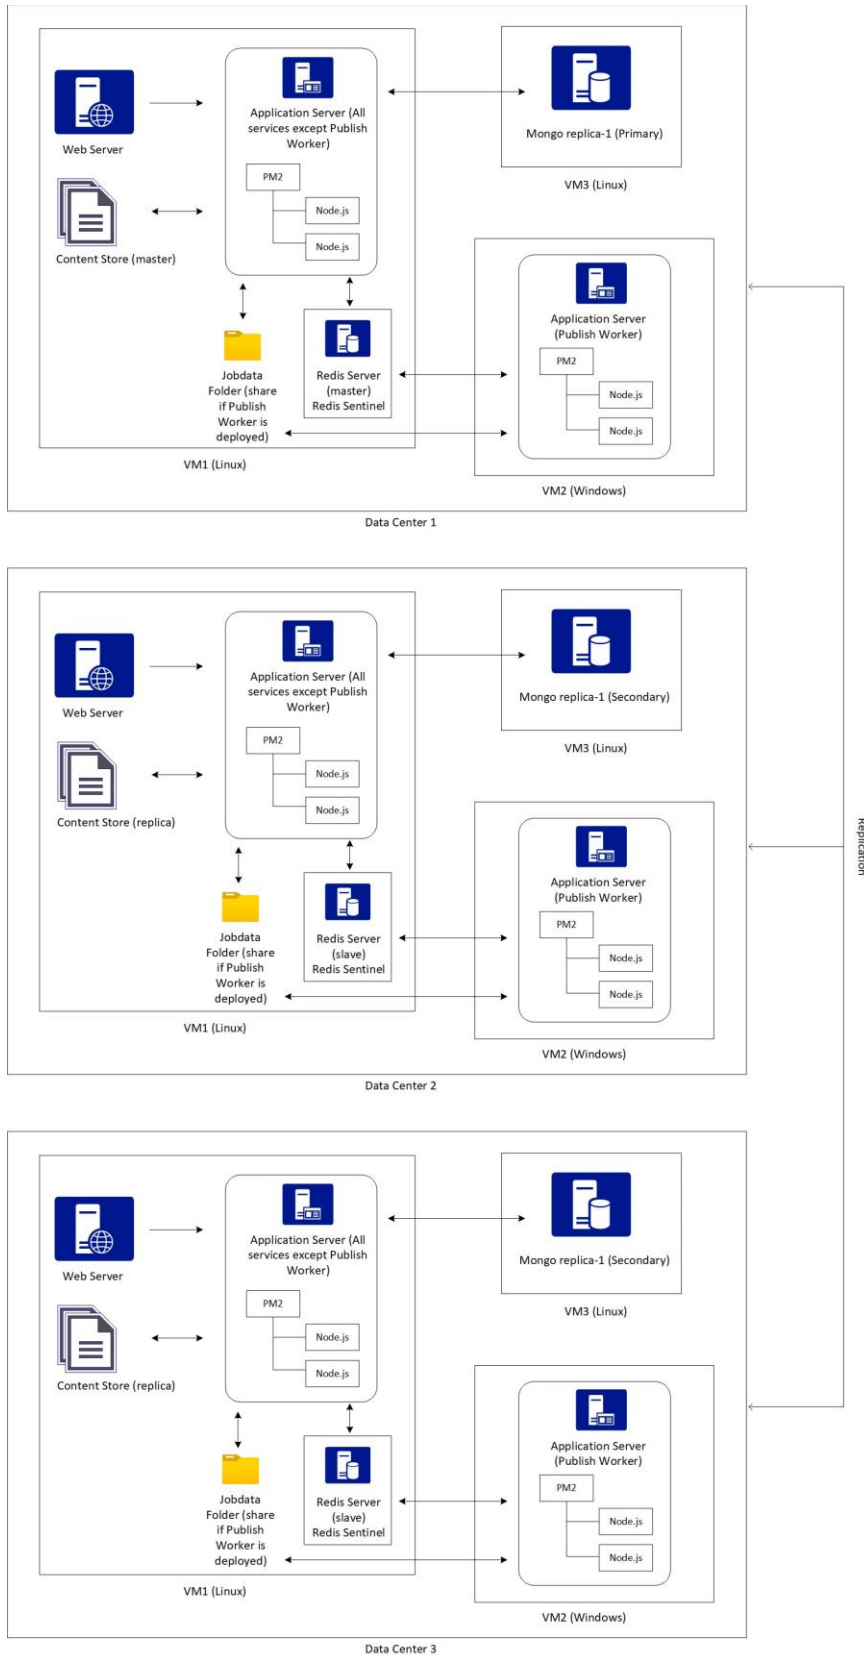 Web Server
Application Server (All
services except Publish
Worker)
PM2
Node.js
Node.js
Content Store (master)
Mongo replica-1 (Primary)
VM3 (Linux)
Jobdata
Folder (share
if Publish
Worker is
deployed)
Redis Server
(master)
Redis Sentinel
VM1 (Linux)
Application Server
(Publish Worker)
PM2
Node.js
Node.js
VM2 (Windows)
Data Center 1
Web Server
Application Server (All
services except Publish
Worker)
PM2
Node.js
Node.js
Content Store (replica)
Mongo replica-1 (Secondary)
VM3 (Linux)
Jobdata
Folder (share
if Publish
Worker is
deployed)
Redis Server
(slave)
Redis Sentinel
VM1 (Linux)
Application Server
(Publish Worker)
PM2
Node.js
Node.js
VM2 (Windows)
Data Center 2
Replication
Web Server
Application Server (All
services except Publish
Worker)
PM2
Node.js
Node.js
Content Store (replica)
Mongo replica-1 (Secondary)
VM3 (Linux)
Jobdata
Folder (share
if Publish
Worker is
deployed)
Redis Server
(slave)
Redis Sentinel
VM1 (Linux)
Application Server
(Publish Worker)
PM2
Node.js
Node.js
VM2 (Windows)
Data Center 3